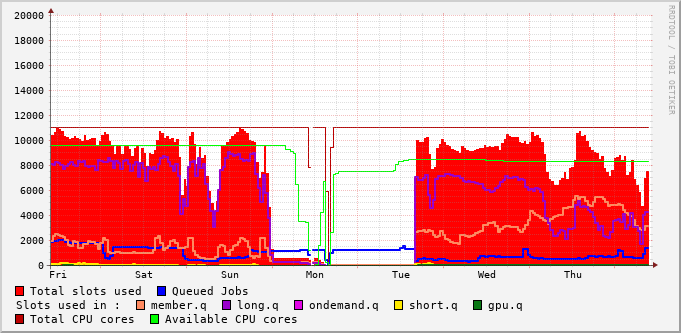 RRDTOOL / TOBI OETIKER
20000
18000
16000
14000
12000
10000
8000
6000
4000
2000
0
Fri Sat Sun Mon Tue Wed Thu
Total slots used Queued Jobs
Slots used in : member.q long.q ondemand.q short.q gpu.q
Total CPU cores Available CPU cores